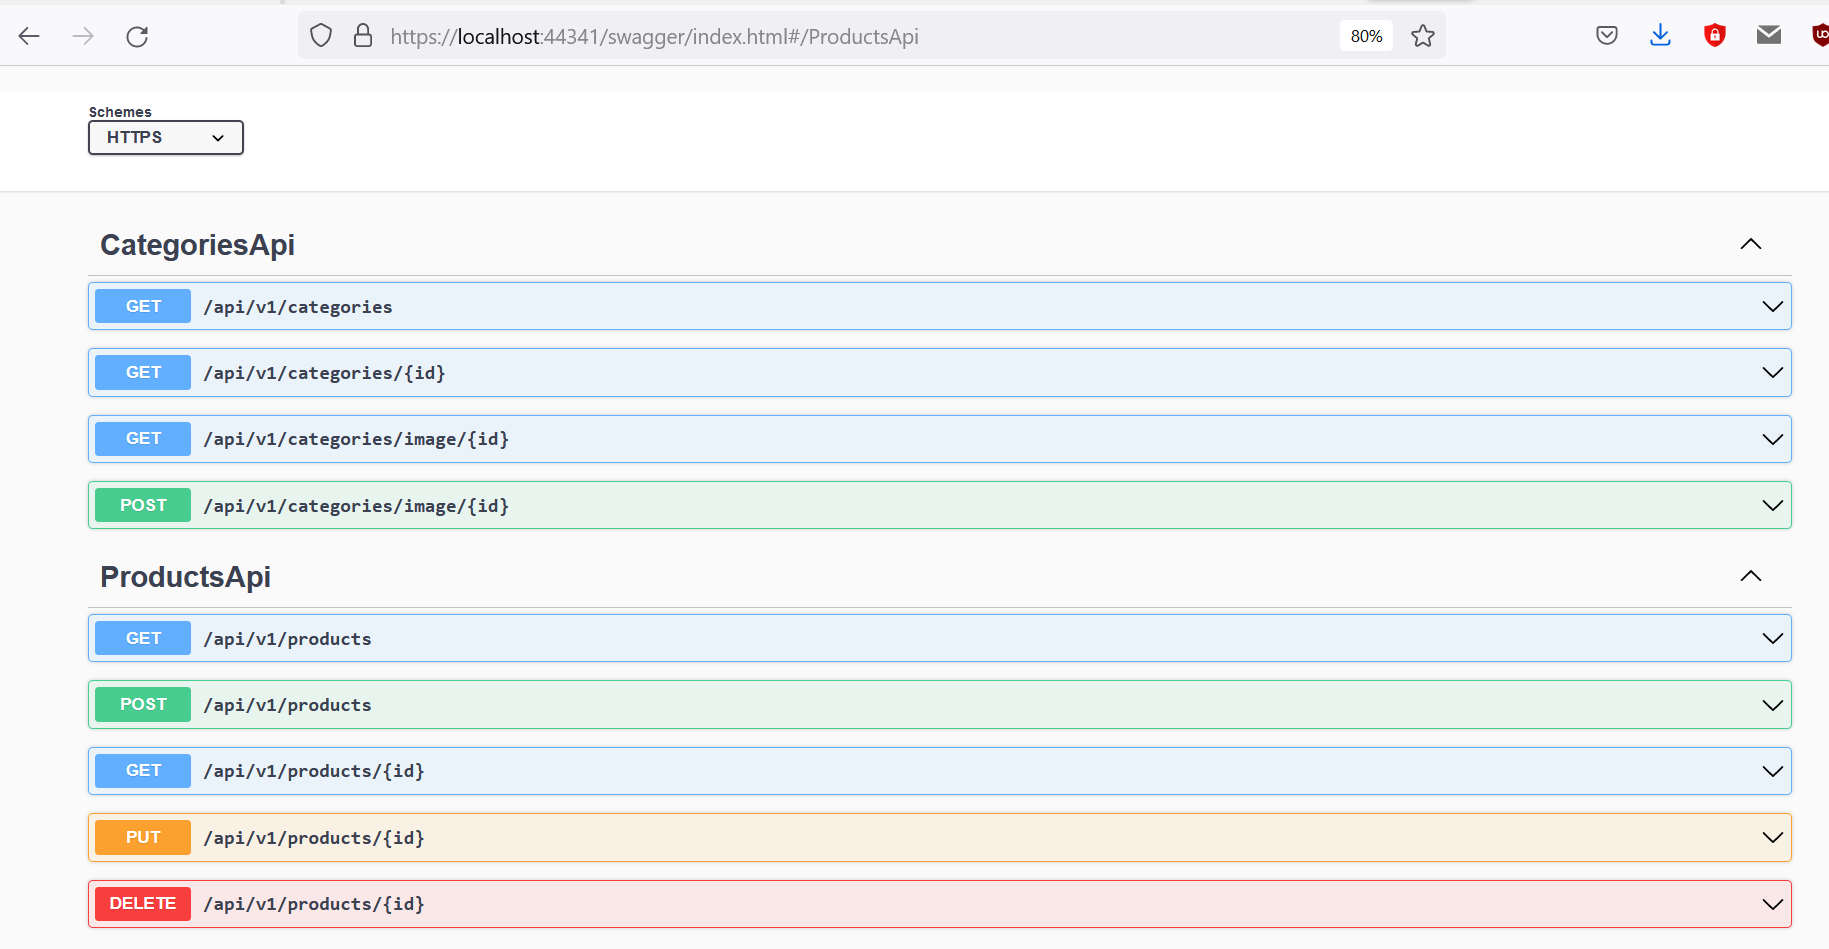 https://localhost:44341/swagger/index.html#/ProductsApi 80%
Schemes
HTTPS
CategoriesApi
GET /api/v1/categories
GET /api/v1/categories/{id}
GET /api/v1/categories/image/{id}
POST /api/v1/categories/image/{id}
ProductsApi
GET /api/v1/products
POST /api/v1/products
GET /api/v1/products/{id}
PUT /api/v1/products/{id}
DELETE /api/v1/products/{id}